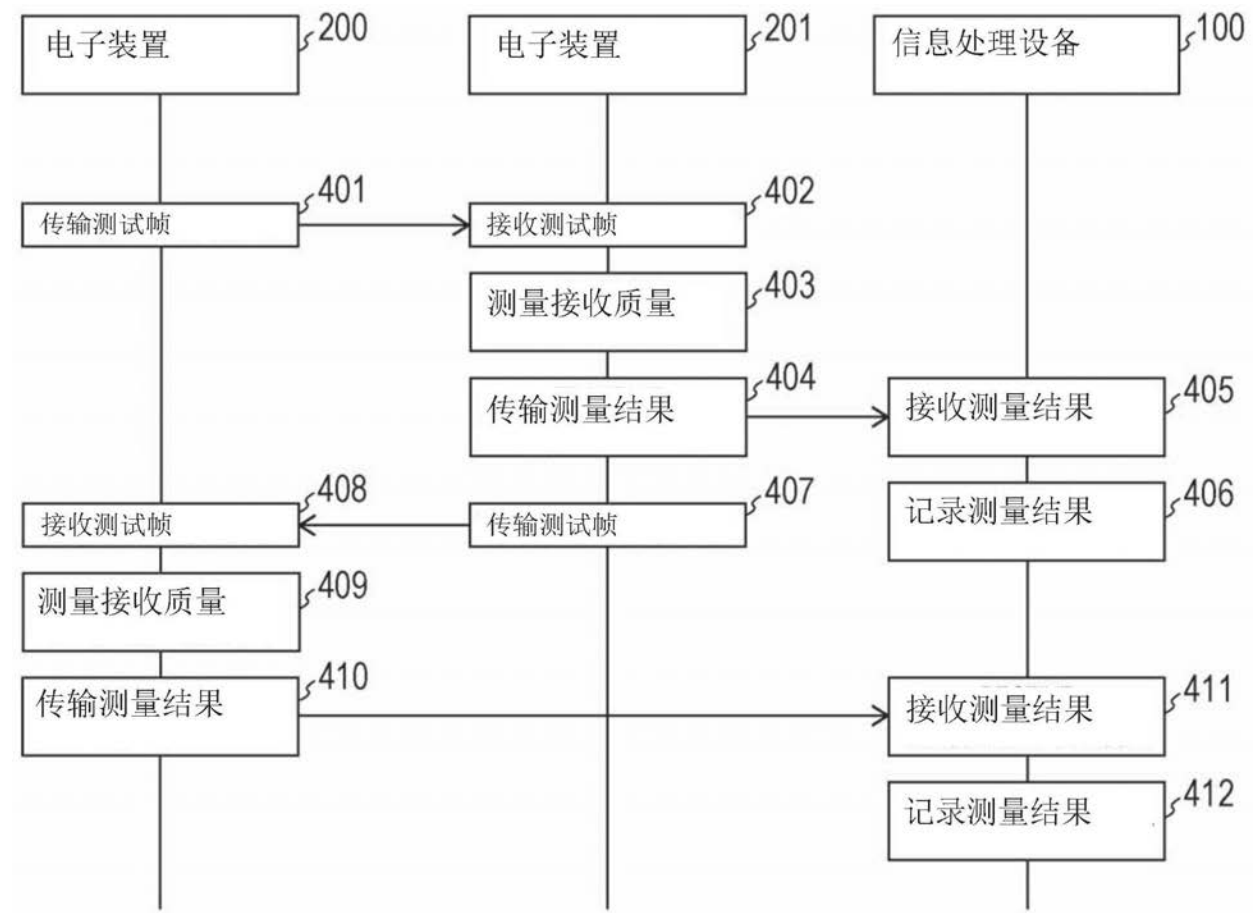 电子装置 200
电子装置 201
信息处理设备 100
传输测试帧 401
接收测试帧 402
测量接收质量 403
传输测量结果 404
接收测量结果 405
记录测量结果 406
接收测试帧 408
传输测试帧 407
测量接收质量 409
传输测量结果 410
接收测量结果 411
记录测量结果 412